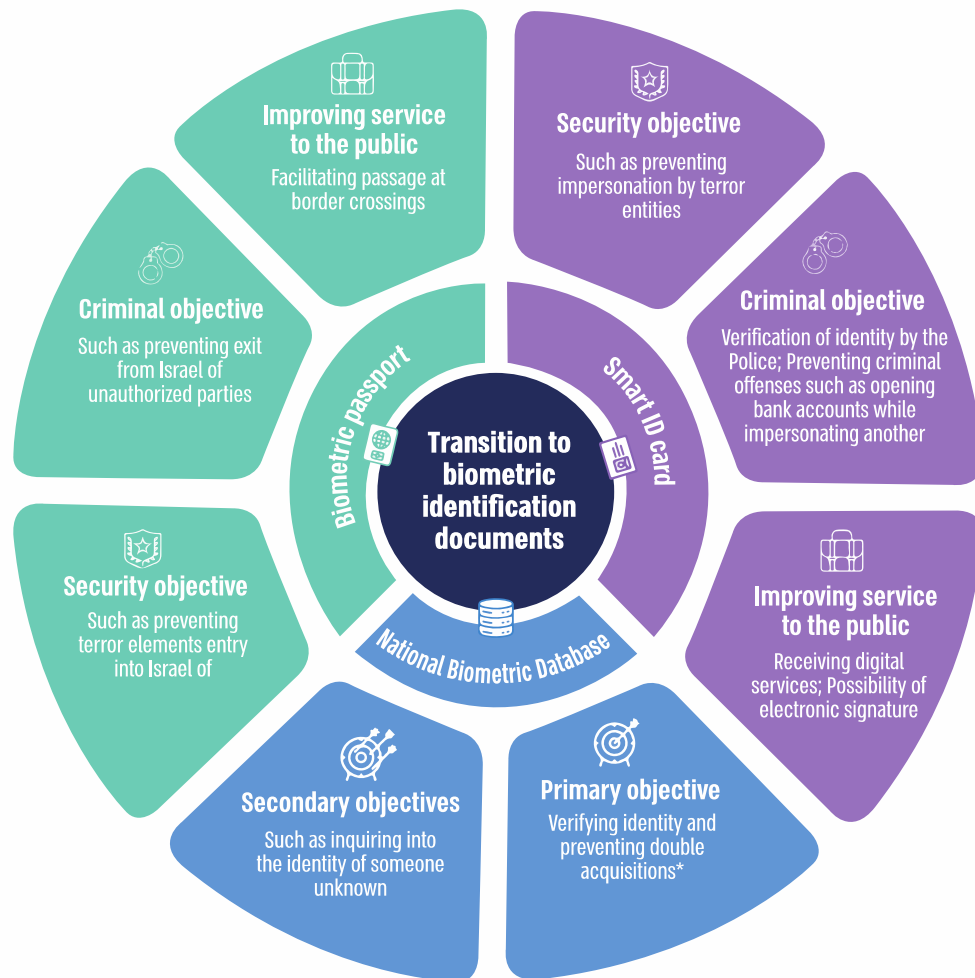 Transition to
biometric
identification
documents
Biometric passport
Smart ID card
National Biometric Database
Improving service
to the public
Facilitating passage at
border crossings
Security objective
Such as preventing
impersonation by terror
entities
Criminal objective
Such as preventing exit
from Israel of
unauthorized parties
Criminal objective
Verification of identity by the
Police; Preventing criminal
offenses such as opening
bank accounts while
impersonating another
Security objective
Such as preventing
terror elements entry
into Israel of
Improving service
to the public
Receiving digital
services; Possibility of
electronic signature
Secondary objectives
Such as inquiring into
the identity of someone
unknown
Primary objective
Verifying identity and
preventing double
acquisitions*